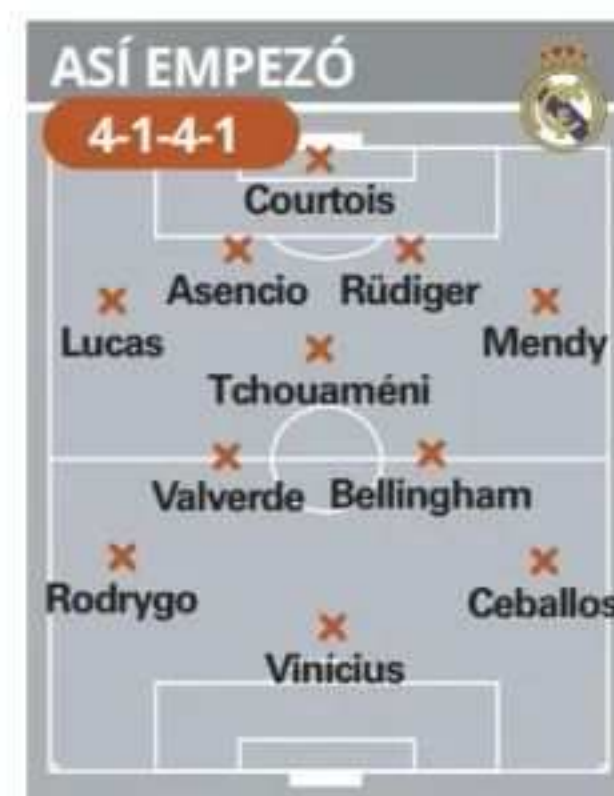 ASÍ EMPEZÓ
4-1-4-1
Courtois
Asencio Rüdiger
Lucas Mendy
Tchouaméni
Valverde Bellingham
Rodrygo Ceballos
Vinícius